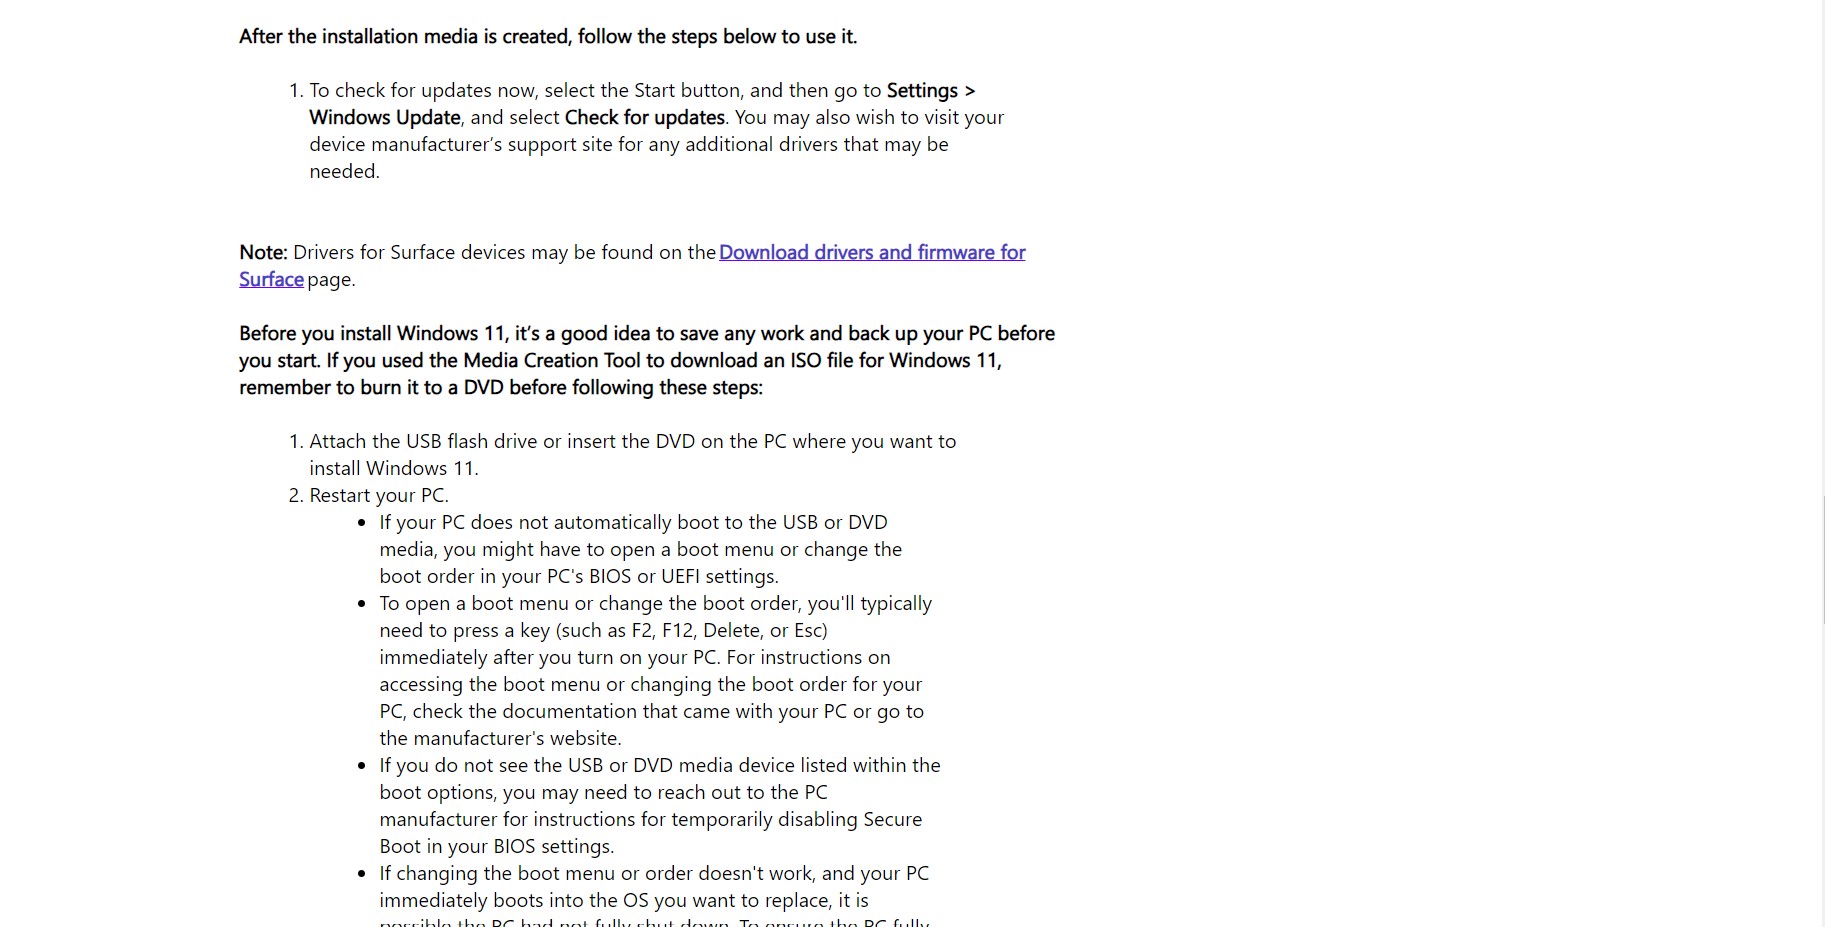 After the installation media is created, follow the steps below to use it.
1. To check for updates now, select the Start button, and then go to Settings >
Windows Update, and select Check for updates. You may also wish to visit your
device manufacturer's support site for any additional drivers that may be
needed.
Note: Drivers for Surface devices may be found on the Download drivers and firmware for
Surface page.
Before you install Windows 11, it's a good idea to save any work and back up your PC before
you start. If you used the Media Creation Tool to download an ISO file for Windows 11,
remember to burn it to a DVD before following these steps:
1. Attach the USB flash drive or insert the DVD on the PC where you want to
install Windows 11.
2. Restart your PC.
• If your PC does not automatically boot to the USB or DVD
media, you might have to open a boot menu or change the
boot order in your PC's BIOS or UEFI settings.
• To open a boot menu or change the boot order, you'll typically
need to press a key (such as F2, F12, Delete, or Esc)
immediately after you turn on your PC. For instructions on
accessing the boot menu or changing the boot order for your
PC, check the documentation that came with your PC or go to
the manufacturer's website.
• If you do not see the USB or DVD media device listed within the
boot options, you may need to reach out to the PC
manufacturer for instructions for temporarily disabling Secure
Boot in your BIOS settings.
• If changing the boot menu or order doesn't work, and your PC
immediately boots into the OS you want to replace, it is
possible the PC had not fully shut down. To ensure the PC fully